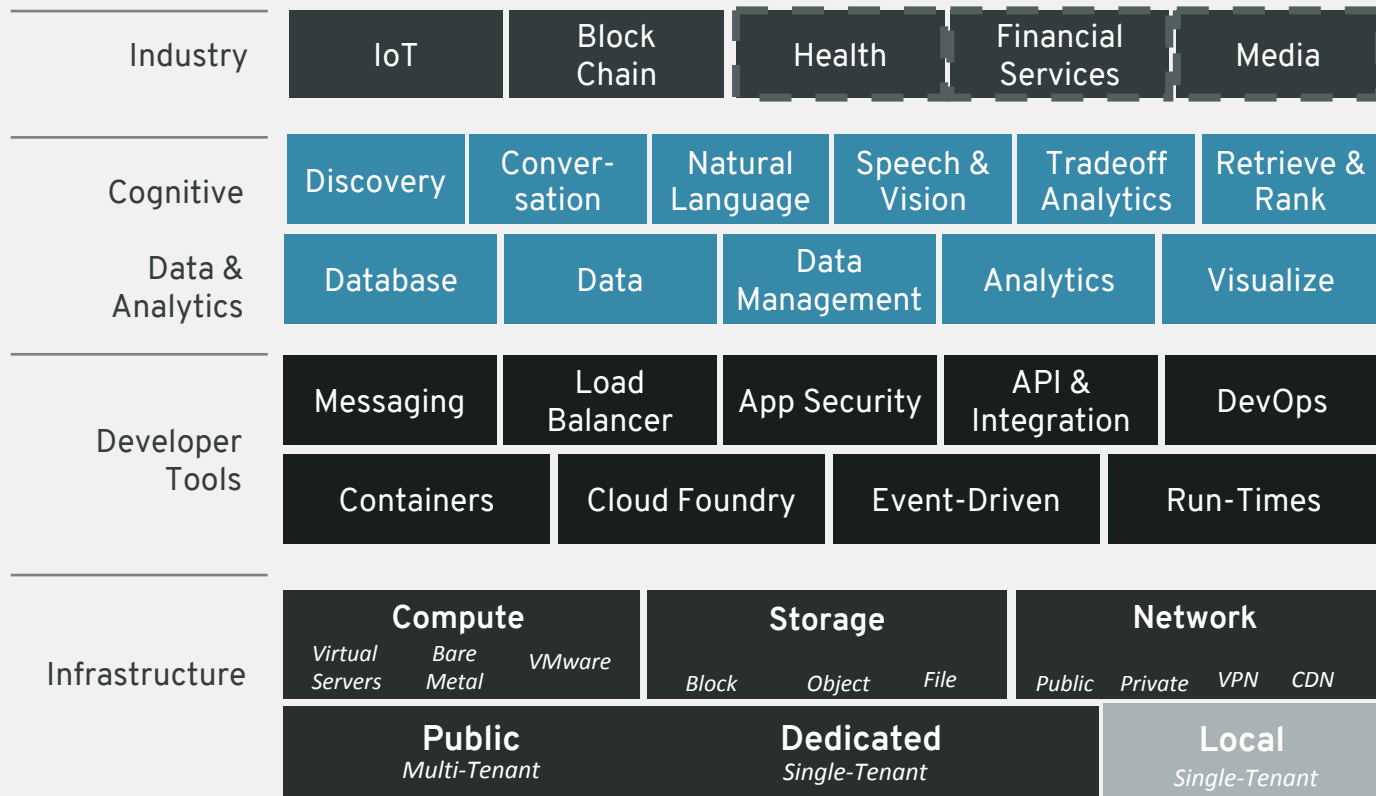 Industry
IoT
Block
Chain
Health
Financial
Services
Media
Cognitive
Discovery
Conver-
sation
Natural
Language
Speech &
Vision
Tradeoff
Analytics
Retrieve &
Rank
Data &
Analytics
Database
Data
Data
Management
Analytics
Visualize
Developer
Tools
Messaging
Load
Balancer
App Security
API &
Integration
DevOps
Containers
Cloud Foundry
Event-Driven
Run-Times
Infrastructure
Compute
Virtual
Servers
Bare
Metal
VMware
Storage
Block
Object
File
Network
Public
Private
VPN
CDN
Public
Multi-Tenant
Dedicated
Single-Tenant
Local
Single-Tenant